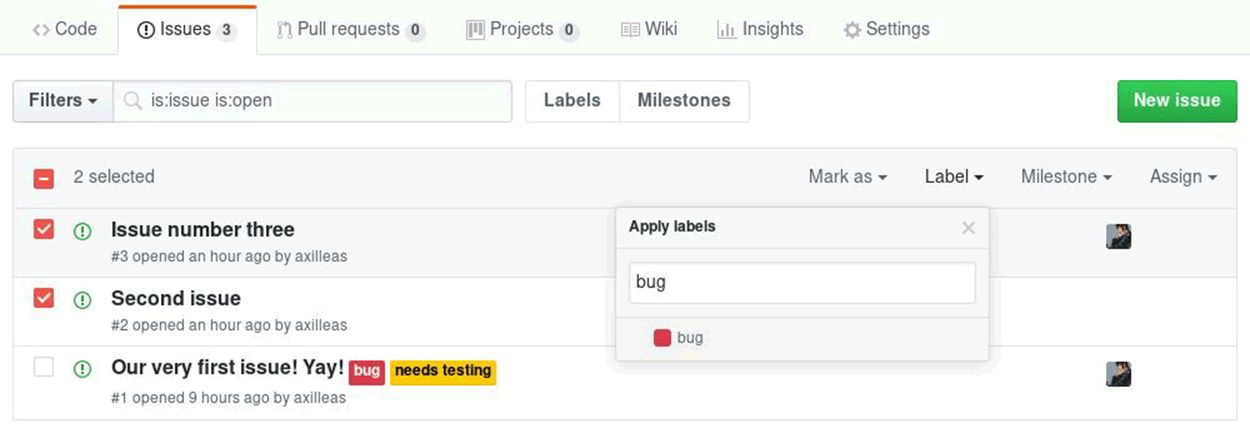 Code Issues 3 Pull requests 0 Projects 0 Wiki Insights Settings
Filters is:issue is:open Labels Milestones New issue
2 selected Mark as Label Milestone Assign
Issue number three
#3 opened an hour ago by axilleas
Apply labels
bug
bug
Second issue
#2 opened an hour ago by axilleas
Our very first issue! Yay! bug needs testing
#1 opened 9 hours ago by axilleas